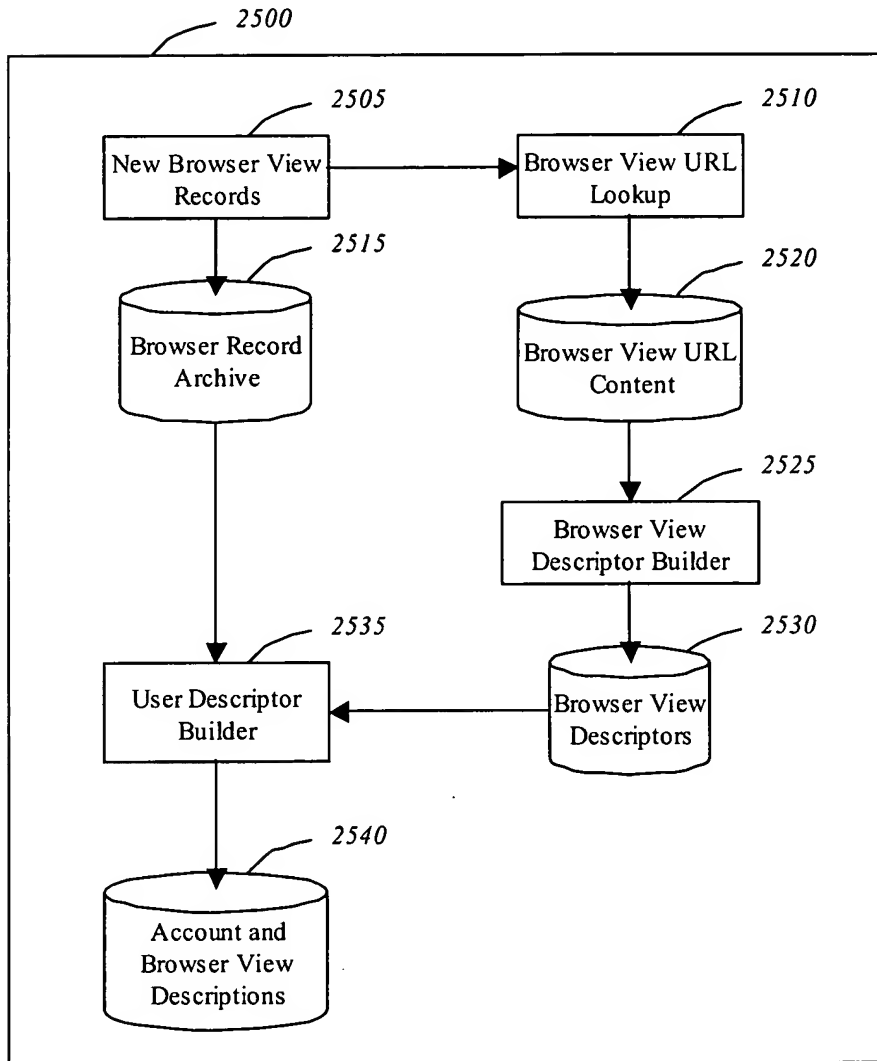 2500
2505
2510
New Browser View
Records
Browser View URL
Lookup
2515
2520
Browser Record
Archive
Browser View URL
Content
2525
Browser View
Descriptor Builder
2535
2530
User Descriptor
Builder
Browser View
Descriptors
2540
Account and
Browser View
Descriptions